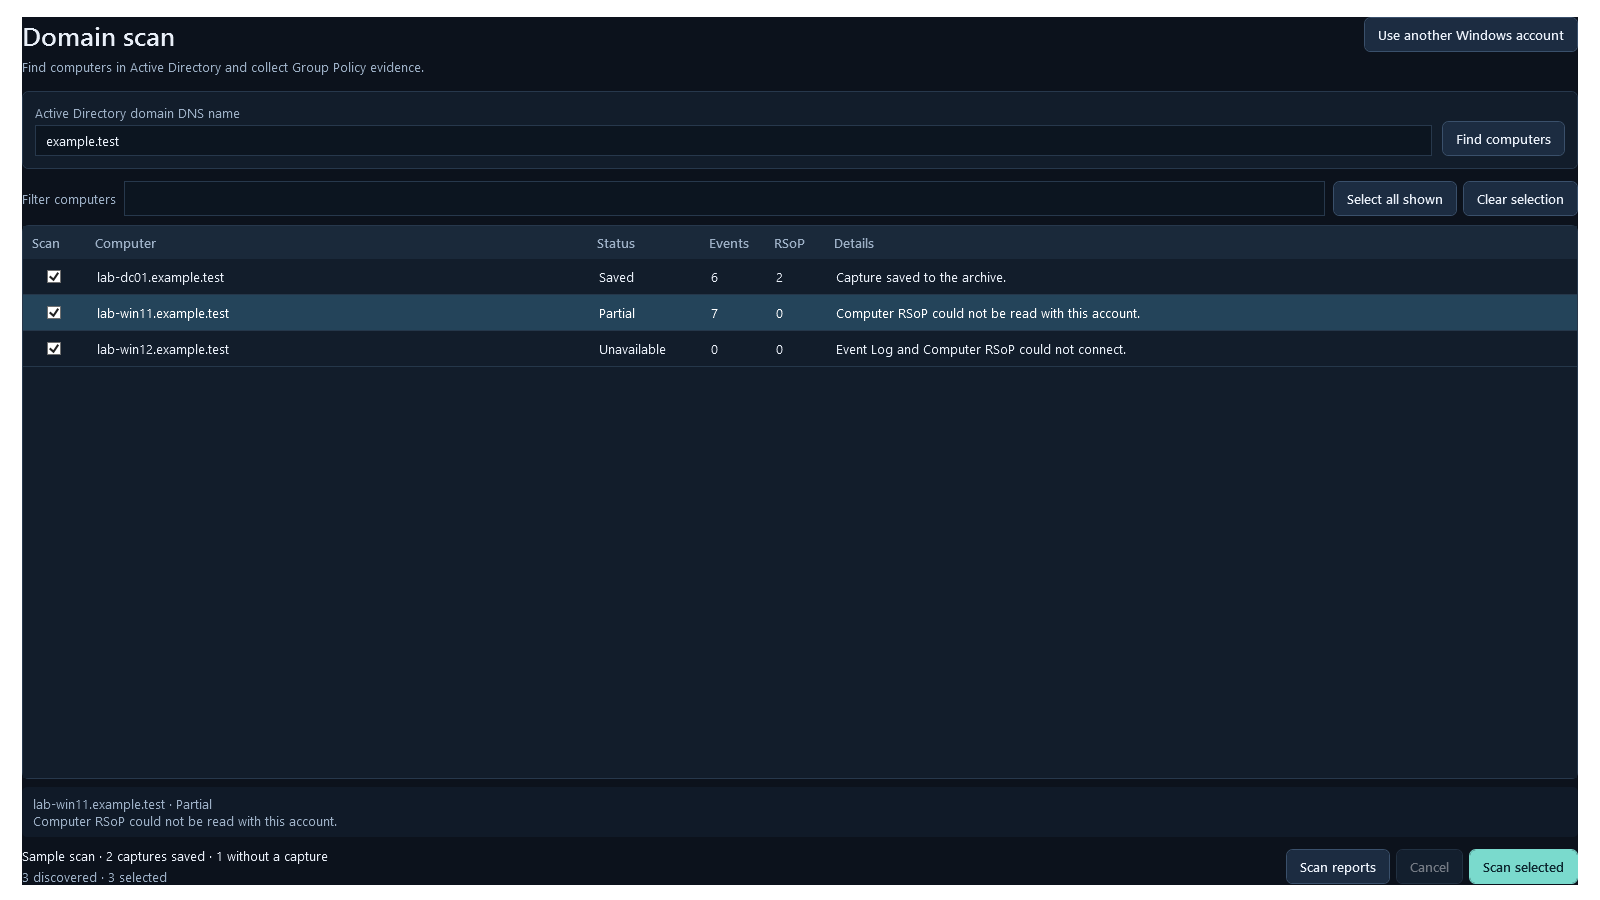 Domain scan
Use another Windows account
Find computers in Active Directory and collect Group Policy evidence.
Active Directory domain DNS name
example.test
Find computers
Filter computers
Select all shown
Clear selection
Scan Computer Status Events RSoP Details
lab-dc01.example.test Saved 6 2 Capture saved to the archive.
lab-win11.example.test Partial 7 0 Computer RSoP could not be read with this account.
lab-win12.example.test Unavailable 0 0 Event Log and Computer RSoP could not connect.
lab-win11.example.test · Partial
Computer RSoP could not be read with this account.
Sample scan · 2 captures saved · 1 without a capture
3 discovered · 3 selected
Scan reports
Cancel
Scan selected